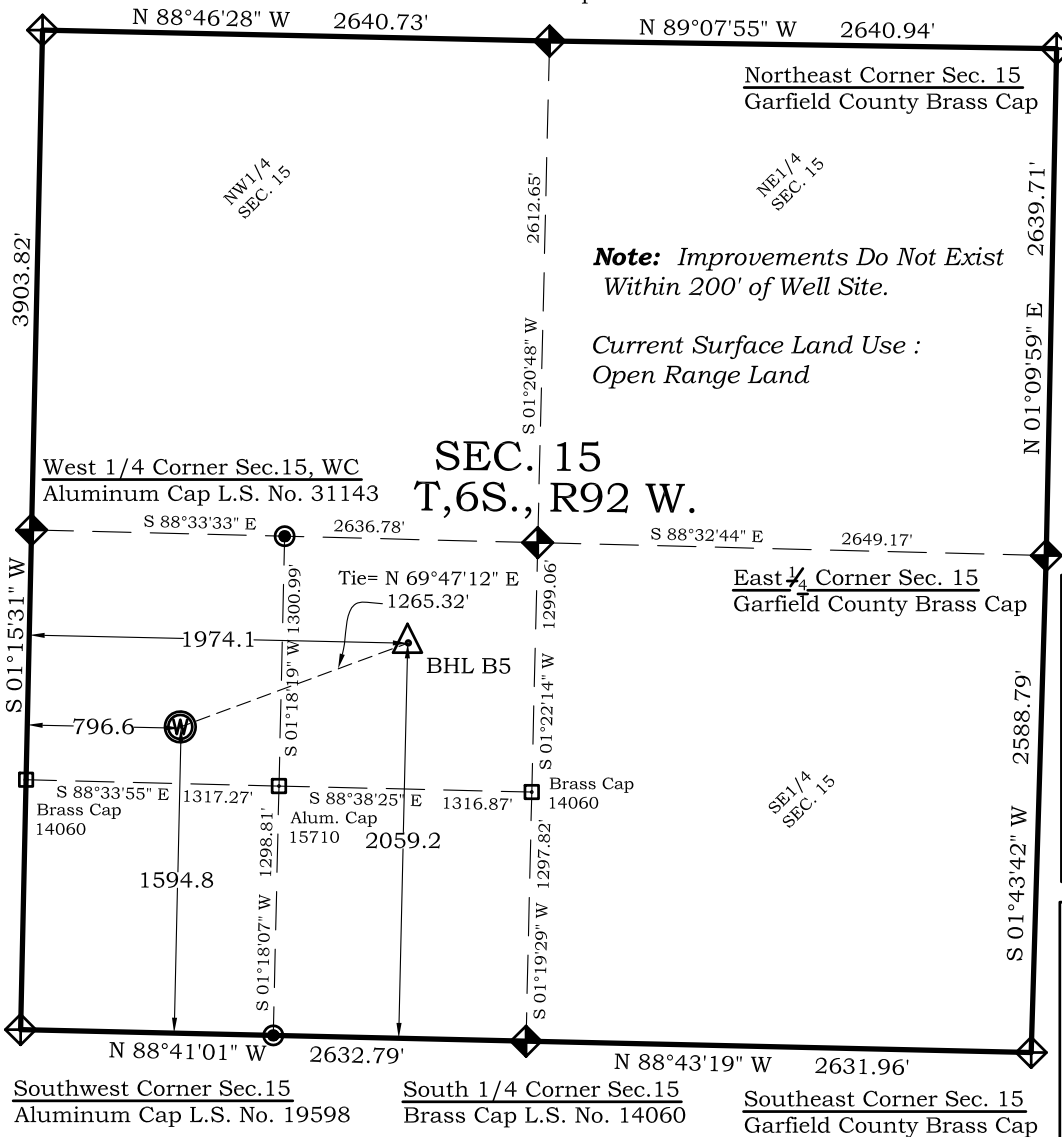 N 88°46'28" W 2640.73'
N 89°07'55" W 2640.94'
Northeast Corner Sec. 15
Garfield County Brass Cap
NW1/4
SEC. 15
NE1/4
SEC. 15
3903.82'
2612.65'
2639.71'
Note: Improvements Do Not Exist
Within 200' of Well Site.
Current Surface Land Use :
Open Range Land
S 01°20'48" W
N 01°09'59" E
SEC. 15
T,6S., R92 W.
West 1/4 Corner Sec.15, WC
Aluminum Cap L.S. No. 31143
S 88°33'33" E 2636.78'
S 88°32'44" E 2649.17'
East 1/4 Corner Sec. 15
Garfield County Brass Cap
Tie= N 69°47'12" E
1265.32'
S 01°15'31" W
S 01°18'19" W 1300.99'
S 01°22'14" W 1299.06'
1974.1
BHL B5
796.6
W
2588.79'
S 88°33'55" E 1317.27'
S 88°38'25" E 1316.87'
Brass Cap
14060
Brass Cap
14060
Alum. Cap
15710
2059.2
1594.8
SE1/4
SEC. 15
S 01°18'07" W 1298.81'
S 01°19'29" W 1297.82'
S 01°43'42" W
N 88°41'01" W 2632.79'
N 88°43'19" W 2631.96'
Southwest Corner Sec.15
Aluminum Cap L.S. No. 19598
South 1/4 Corner Sec.15
Brass Cap L.S. No. 14060
Southeast Corner Sec. 15
Garfield County Brass Cap